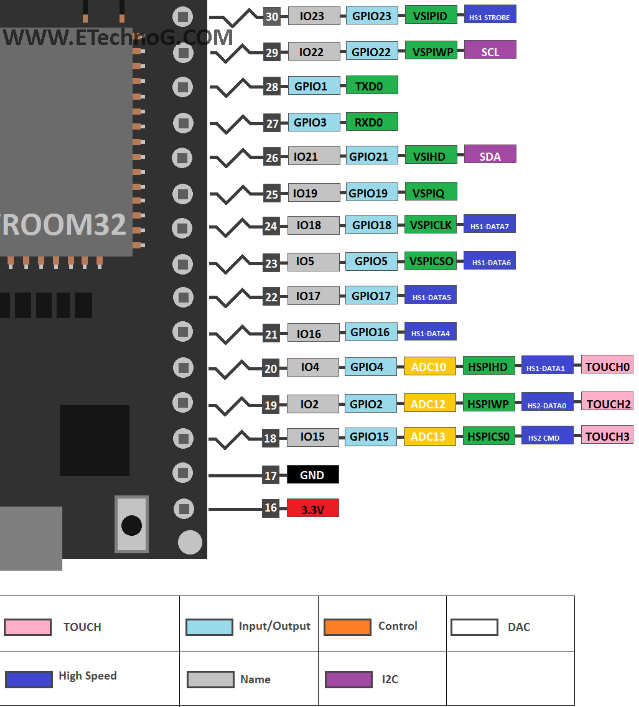 30 IO23 GPIO23 VSIPID HS1 STROBE
WWW.ETechnoG.COM
29 IO22 GPIO22 VSPIWP SCL
28 GPIO1 TXD0
27 GPIO3 RXD0
26 IO21 GPIO21 VSIHD SDA
25 IO19 GPIO19 VSPIQ
ROOM32
24 IO18 GPIO18 VSPICLK HS1-DATA7
23 IO5 GPIO5 VSPICSO HS1-DATA6
22 IO17 GPIO17 HS1-DATA5
21 IO16 GPIO16 HS1-DATA4
20 IO4 GPIO4 ADC10 HSPIHD HS1-DATA1 TOUCH0
19 IO2 GPIO2 ADC12 HSPIWP HS2-DATA0 TOUCH2
18 IO15 GPIO15 ADC13 HSPICS0 HS2 CMD TOUCH3
17 GND
16 3.3V
TOUCH Input/Output Control DAC
High Speed Name I2C